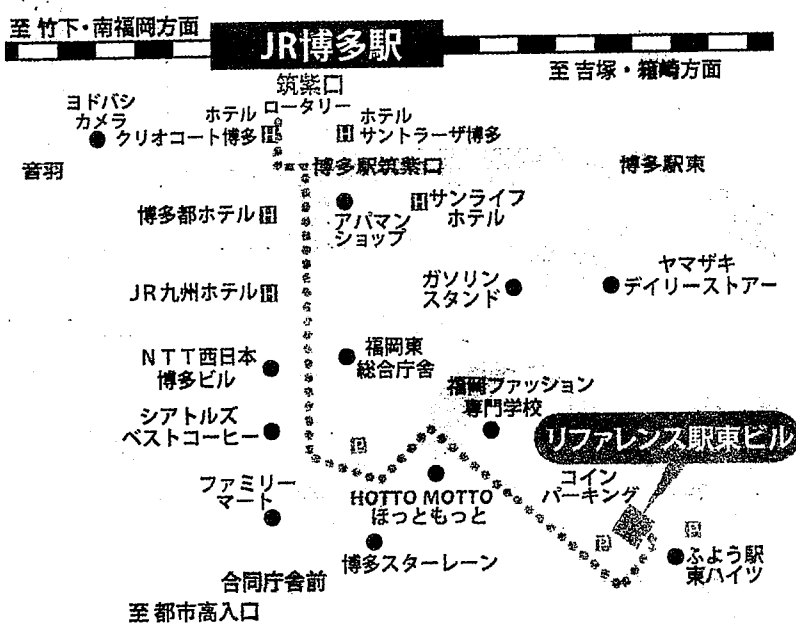 至 竹下・南福岡方面
JR博多駅
至 吉塚・箱崎方面
筑紫口
ロータリー
ヨドバシ
カメラ
ホテル
クリオコート博多 H
H ホテル
サントラーザ博多
音羽
博多駅筑紫口
博多駅東
博多都ホテル H
アパマン
ショップ
H サンライフ
ホテル
JR九州ホテル H
ガソリン
スタンド
ヤマザキ
デイリーストアー
NTT西日本
博多ビル
福岡東
総合庁舎
福岡ファッション
専門学校
シアトルズ
ベストコーヒー
P
リファレンス駅東ビル
ファミリー
マート
HOTTO MOTTO
ほっともっと
コイン
パーキング
P
P
博多スターレーン
ふよう駅
東ハイツ
合同庁舎前
至 都市高入口